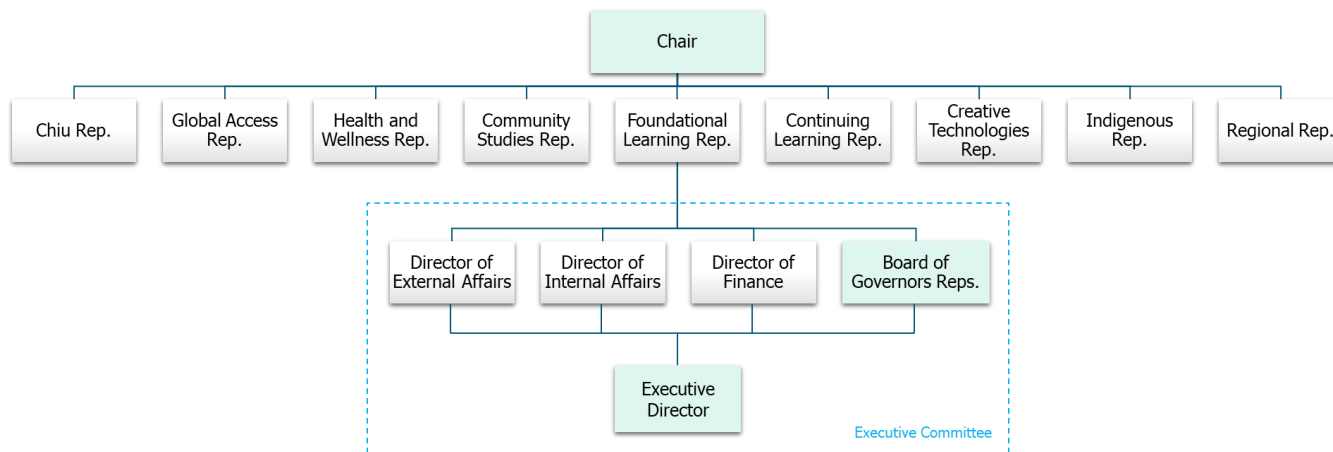 Chair
Chiu Rep.
Global Access
Rep.
Health and
Wellness Rep.
Community
Studies Rep.
Foundational
Learning Rep.
Continuing
Learning Rep.
Creative
Technologies
Rep.
Indigenous
Rep.
Regional Rep.
Director of
External Affairs
Director of
Internal Affairs
Director of
Finance
Board of
Governors Reps.
Executive
Director
Executive Committee